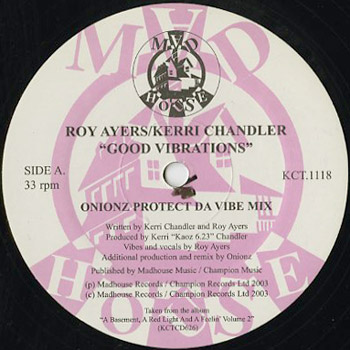 MAD
HOUSE
ROY AYERS/KERRI CHANDLER
"GOOD VIBRATIONS"
SIDE A.
33 rpm
KCT.1118
ONIONZ PROTECT DA VIBE MIX
Written by Kerri Chandler and Roy Ayers
Produced by Kerri "Kaoz 6.23" Chandler
Vibes and vocals by Roy Ayers
Additional production and remix by Onionz
Published by Madhouse Music / Champion Music
(p) Madhouse Records / Champion Records Ltd 2003
(c) Madhouse Records / Champion Records Ltd 2003
Taken from the album
"A Basement, A Red Light And A Feelin' Volume 2"
(KCTCD626)
MAD
HOUSE